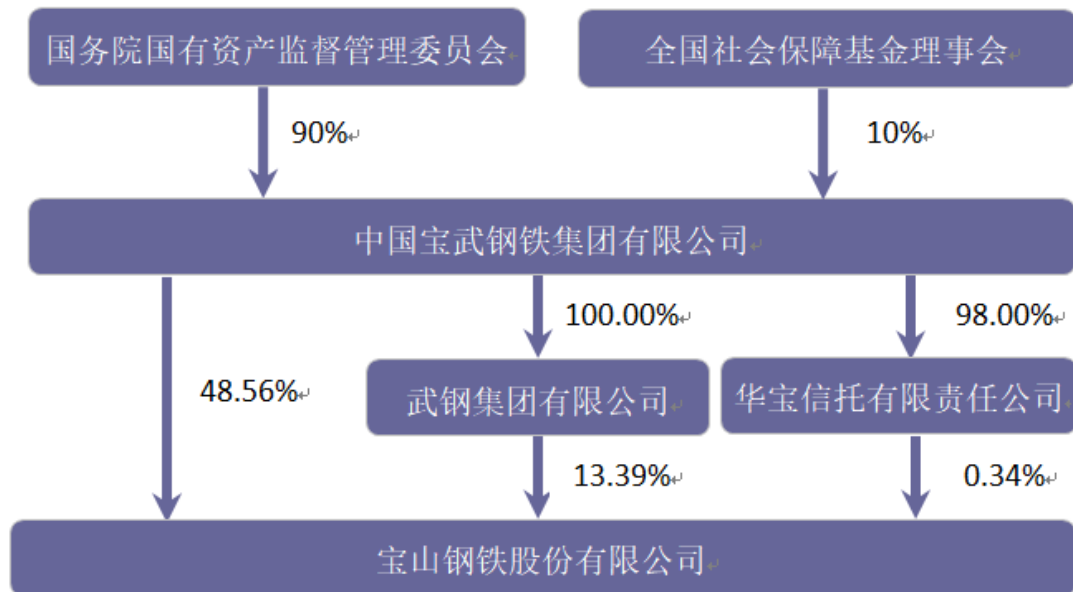 国务院国有资产监督管理委员会
全国社会保障基金理事会
90%
10%
中国宝武钢铁集团有限公司
100.00%
98.00%
48.56%
武钢集团有限公司
华宝信托有限责任公司
13.39%
0.34%
宝山钢铁股份有限公司